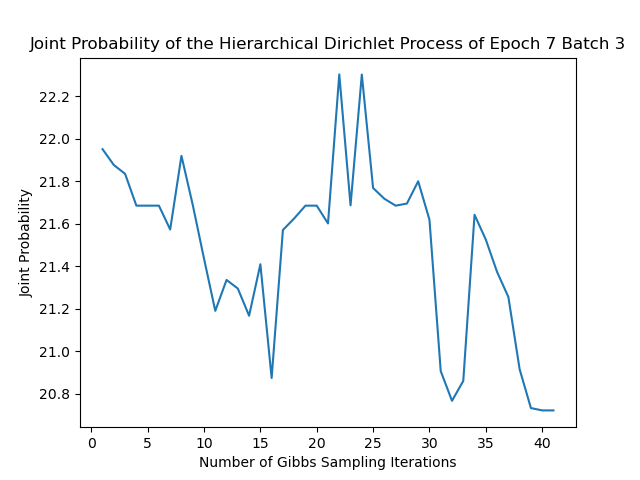 Joint Probability of the Hierarchical Dirichlet Process of Epoch 7 Batch 3
22.2
22.0
21.8
21.6
21.4
21.2
21.0
20.8
Joint Probability
0 5 10 15 20 25 30 35 40
Number of Gibbs Sampling Iterations